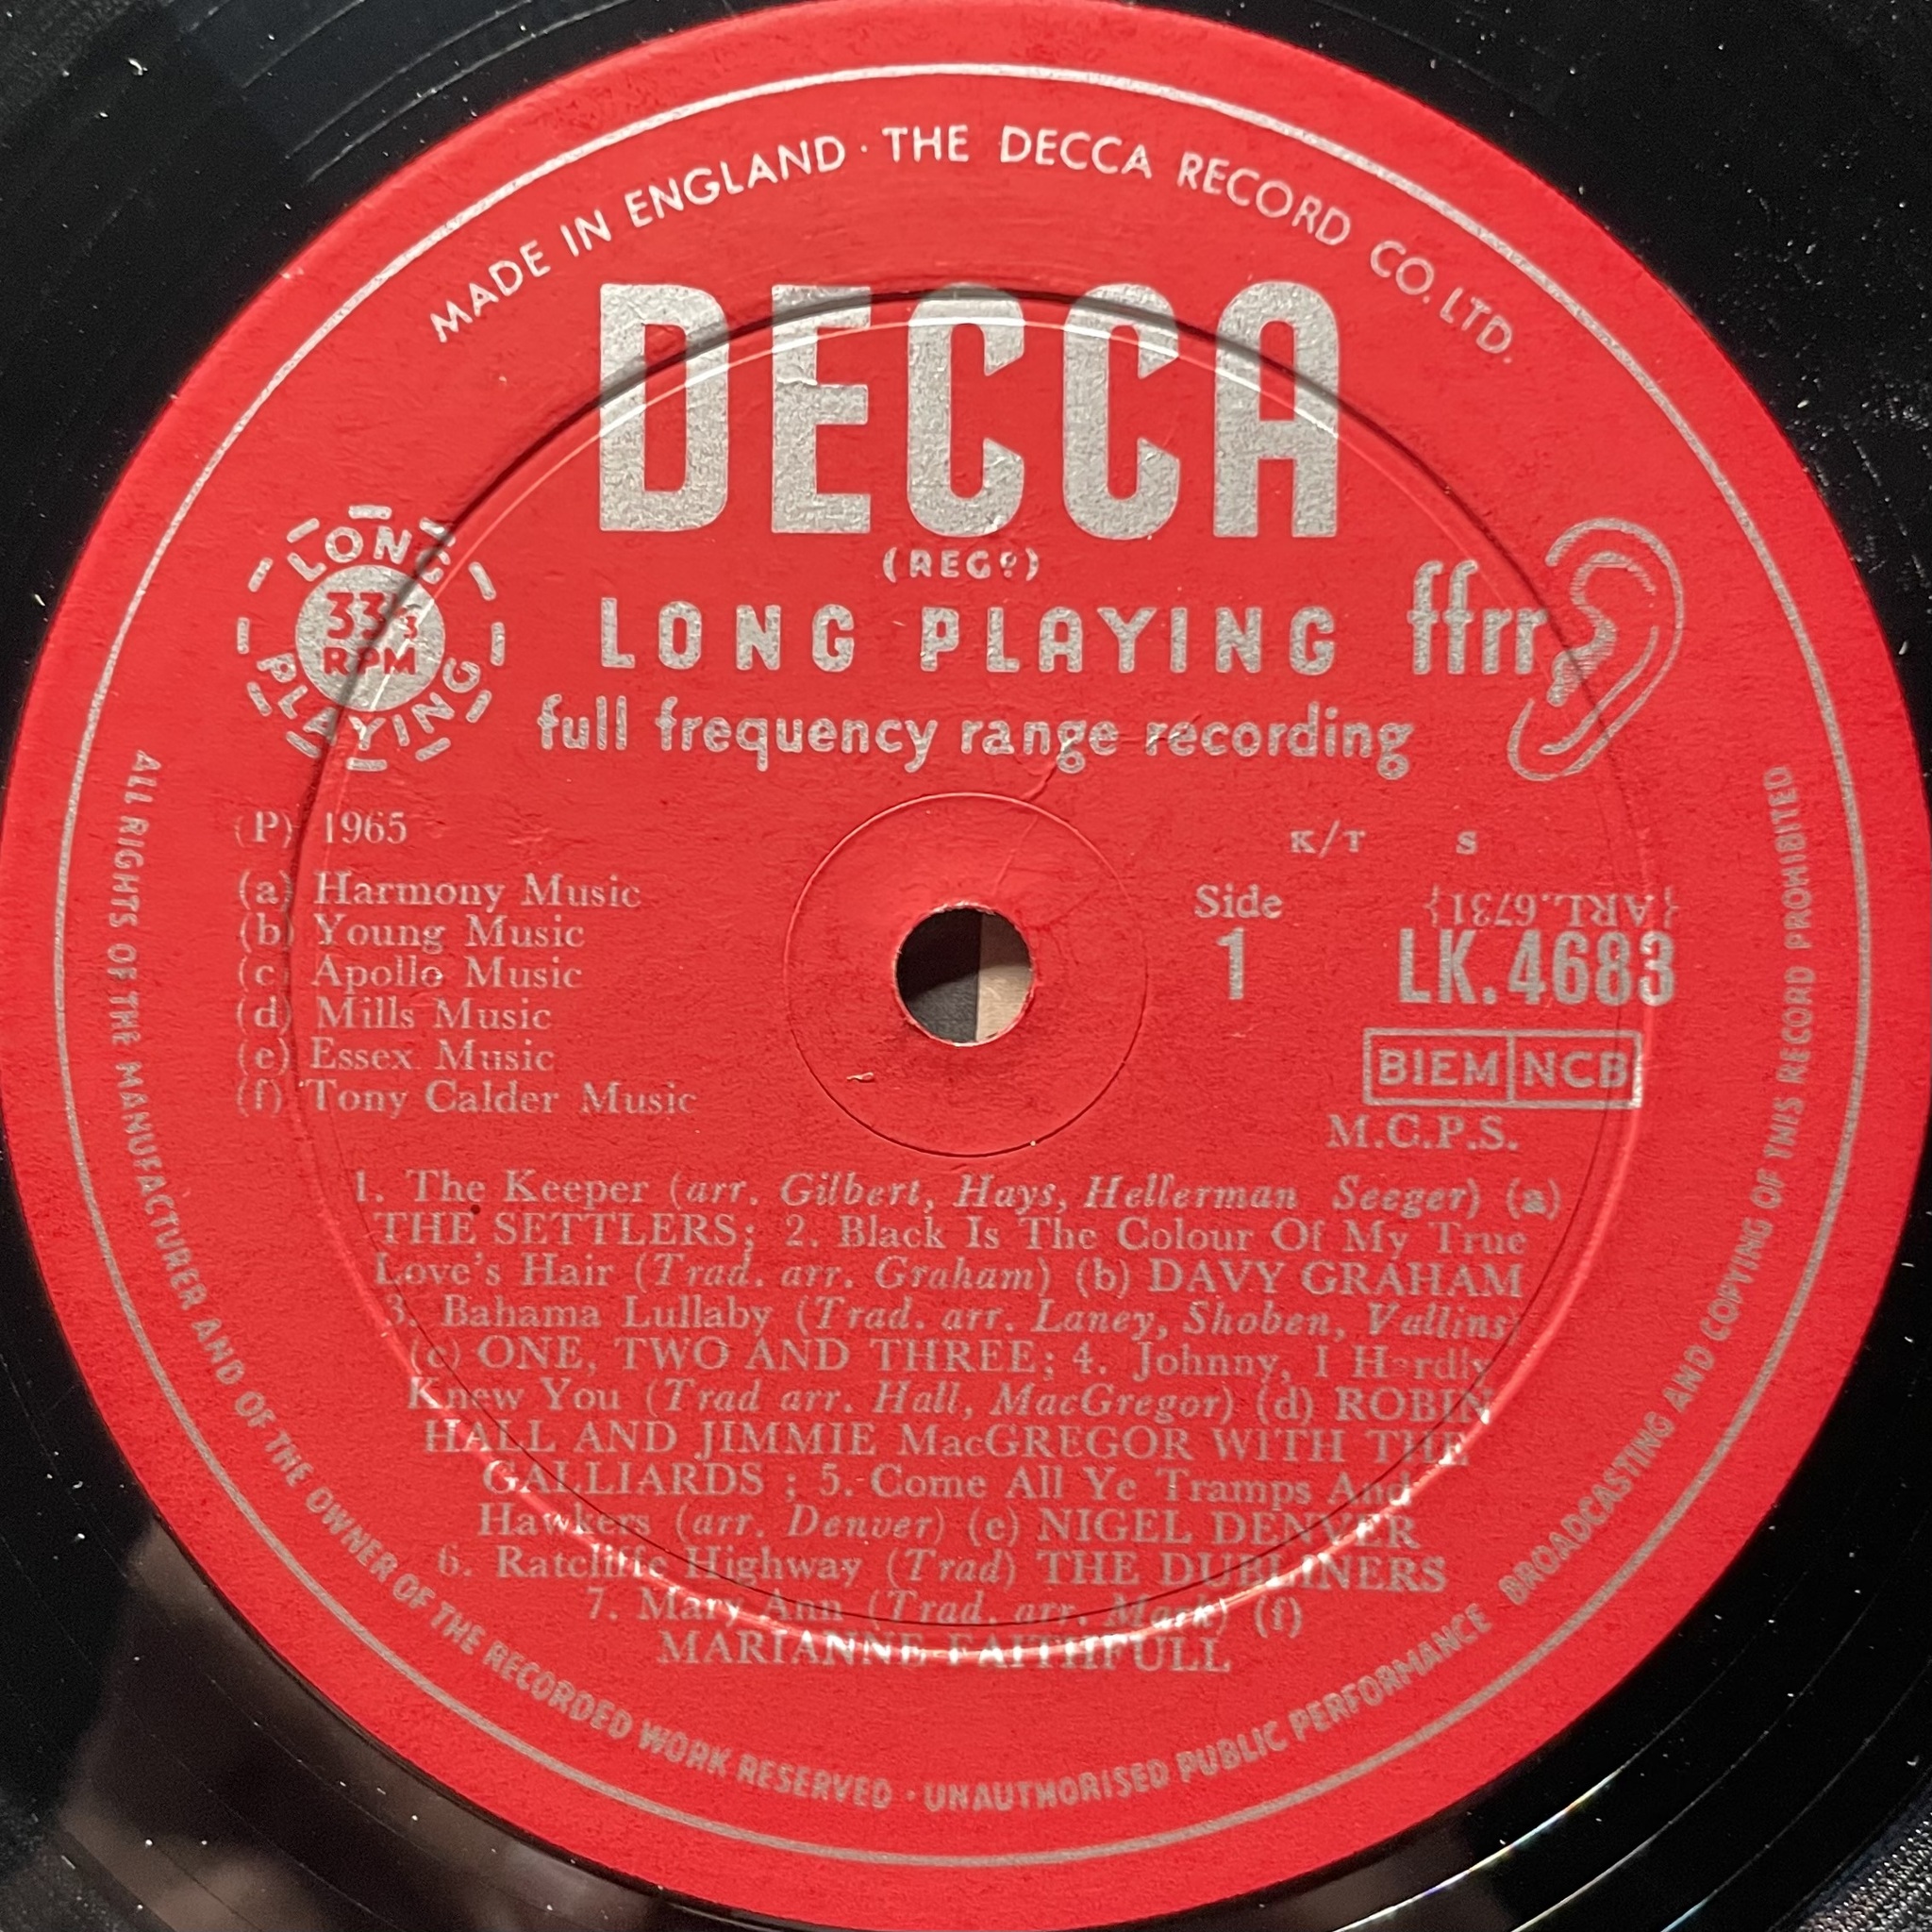 MADE IN ENGLAND · THE DECCA RECORD CO. LTD.
DECCA
(REGD)
LONG PLAYING
33⅓
RPM
LONG PLAYING ffrr
full frequency range recording
(P) 1965
K/T S
(a) Harmony Music
(b) Young Music
(c) Apollo Music
(d) Mills Music
(e) Essex Music
(f) Tony Calder Music
Side
1
{ARL.6731}
LK.4683
BIEM NCB
M.C.P.S.
1. The Keeper (arr. Gilbert, Hays, Hellerman Seeger) (a)
THE SETTLERS; 2. Black Is The Colour Of My True
Love's Hair (Trad. arr. Graham) (b) DAVY GRAHAM
3. Bahama Lullaby (Trad. arr. Laney, Shoben, Vallins)
(c) ONE, TWO AND THREE; 4. Johnny, I Hardly
Knew You (Trad arr. Hall, MacGregor) (d) ROBIN
HALL AND JIMMIE MacGREGOR WITH THE
GALLIARDS ; 5. Come All Ye Tramps And
Hawkers (arr. Denver) (e) NIGEL DENVER
6. Ratcliffe Highway (Trad) THE DUBLINERS
7. Mary Ann (Trad. arr. Mark) (f)
MARIANNE FAITHFULL
ALL RIGHTS OF THE MANUFACTURER AND OF THE OWNER OF THE RECORDED WORK RESERVED · UNAUTHORISED PUBLIC PERFORMANCE BROADCASTING AND COPYING OF THIS RECORD PROHIBITED